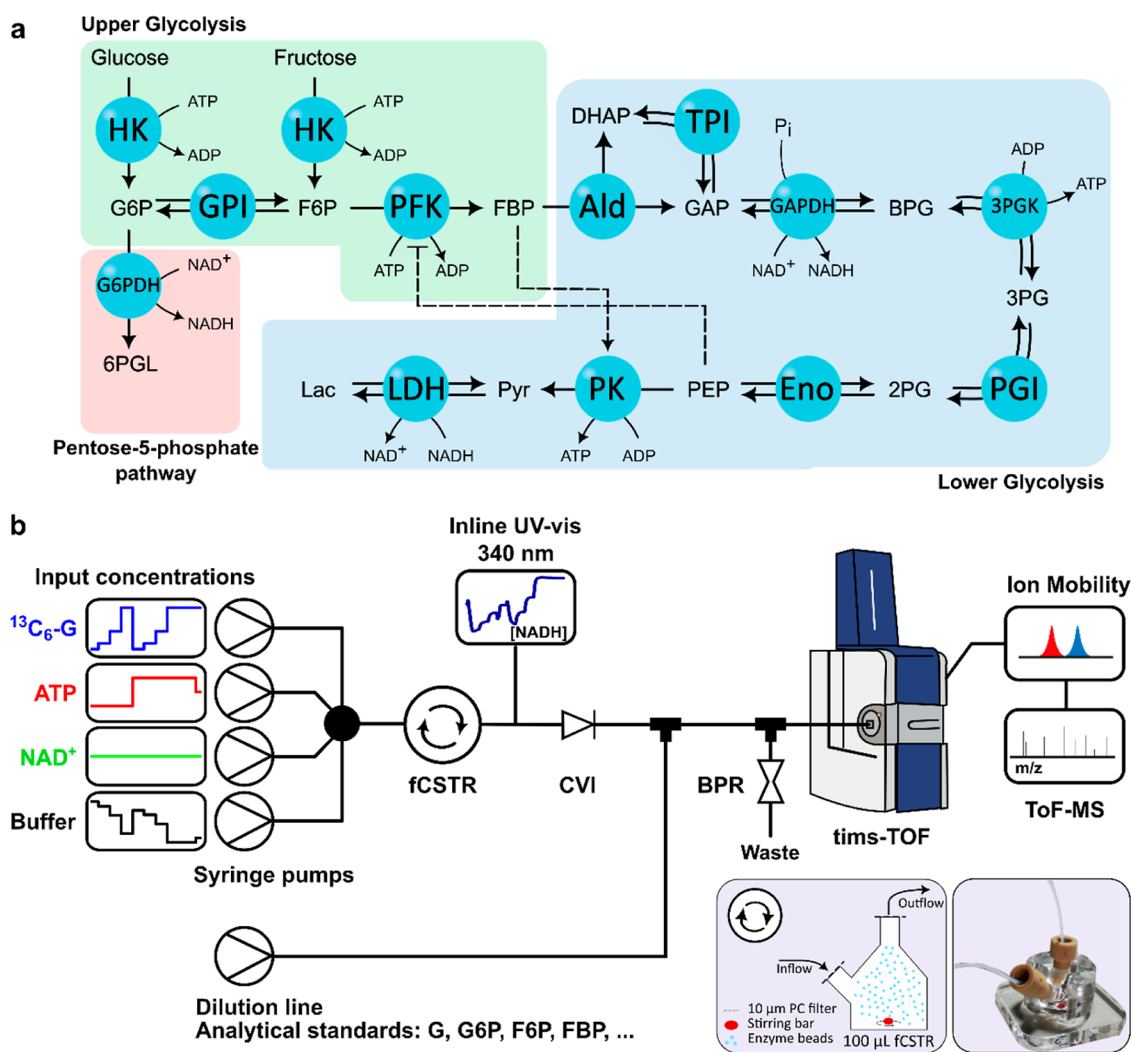 a
Upper Glycolysis
Glucose
Fructose
HK
ATP
ADP
HK
ATP
ADP
DHAP
TPI
Pi
ADP
ATP
G6P
GPI
F6P
PFK
FBP
Ald
GAP
GAPDH
BPG
3PGK
ATP
ADP
NAD+
NADH
G6PDH
NAD+
NADH
3PG
6PGL
Lac
LDH
Pyr
PK
PEP
Eno
2PG
PGI
NAD+
NADH
ATP
ADP
Pentose-5-phosphate
pathway
Lower Glycolysis
b
Inline UV-vis
340 nm
[NADH]
Input concentrations
13C6-G
ATP
NAD+
Buffer
Syringe pumps
fCSTR
CVI
BPR
Waste
tims-TOF
Ion Mobility
m/z
ToF-MS
Dilution line
Analytical standards: G, G6P, F6P, FBP, ...
Outflow
Inflow
10 µm PC filter
Stirring bar
Enzyme beads
100 µL fCSTR